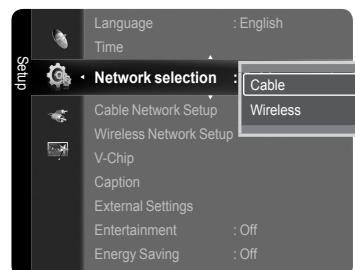 Setup
Language : English
Time
Network selection :
Cable
Wireless
Cable Network Setup
Wireless Network Setup
V-Chip
Caption
External Settings
Entertainment : Off
Energy Saving : Off